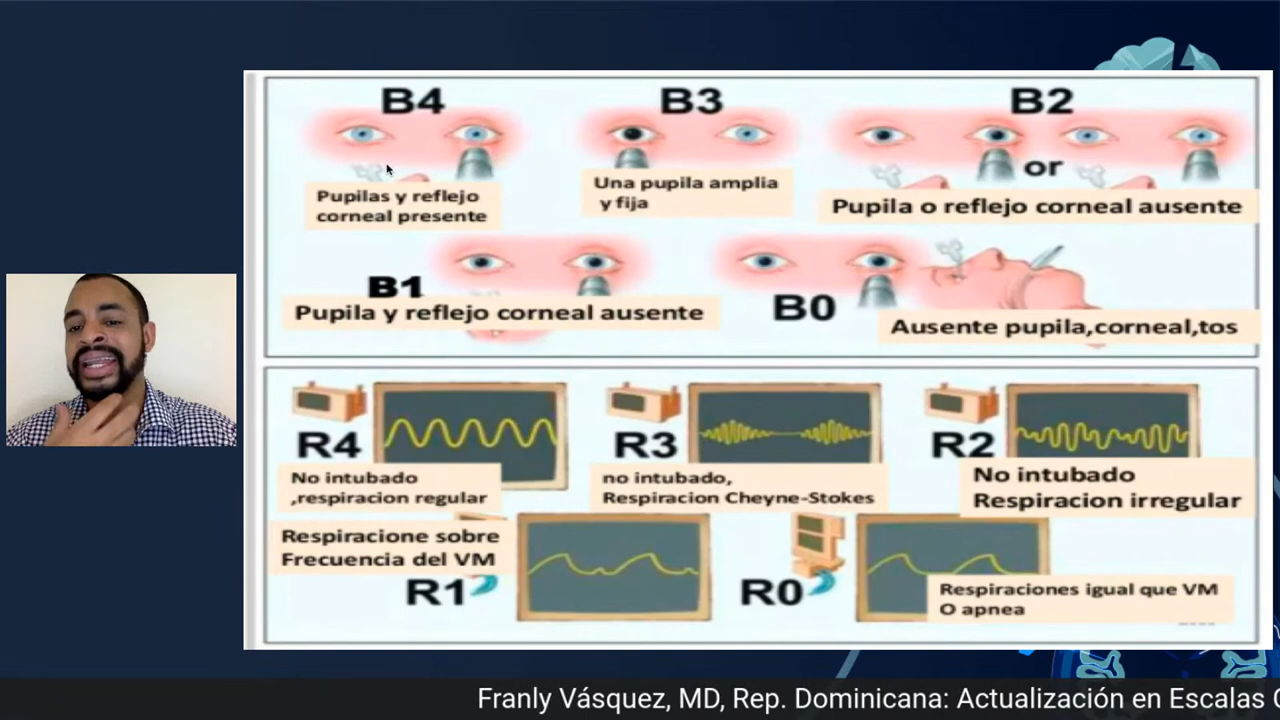 B4
B3
B2
Pupilas y reflejo
corneal presente
Una pupila amplia
y fija
or
Pupila o reflejo corneal ausente
B1
Pupila y reflejo corneal ausente
B0
Ausente pupila,corneal,tos
R4
No intubado
,respiracion regular
R3
no intubado,
Respiracion Cheyne-Stokes
R2
No intubado
Respiracion irregular
Respiracione sobre
Frecuencia del VM
R1
R0
Respiraciones igual que VM
O apnea
Franly Vásquez, MD, Rep. Dominicana: Actualización en Escalas